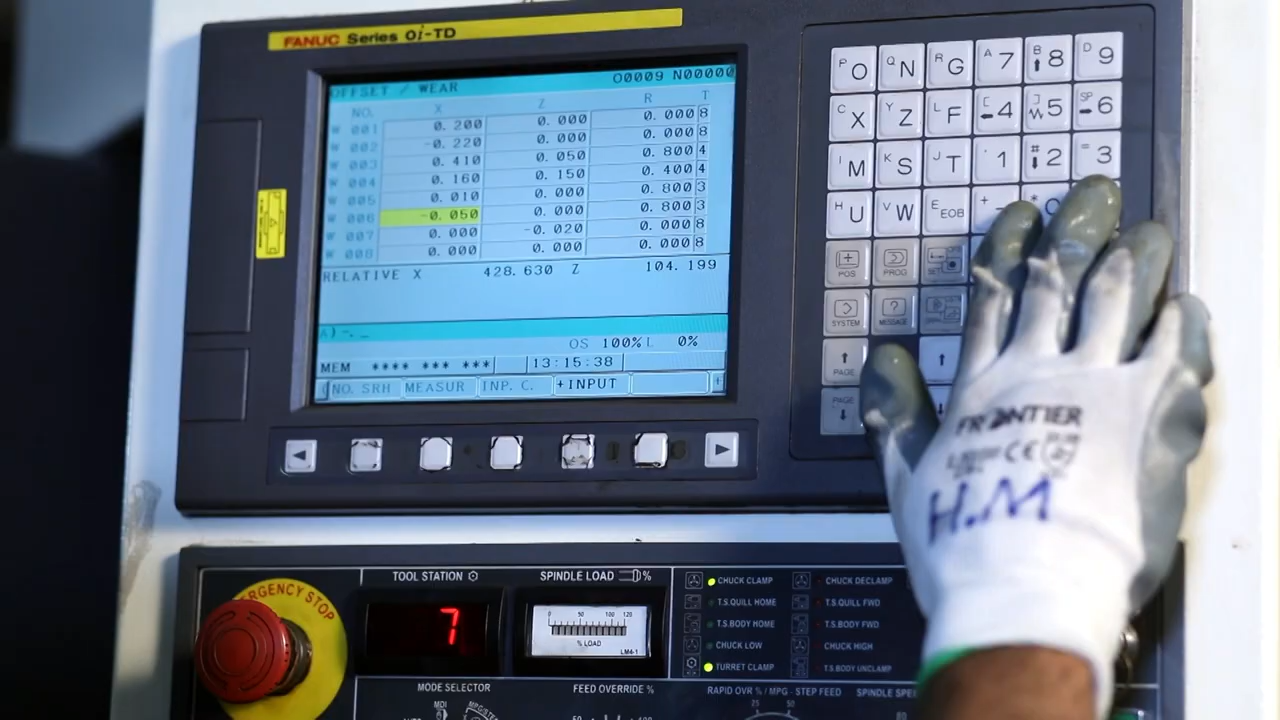 FANUC Series 0i-TD
OFFSET / WEAR O0009 N00000
NO. X Z R T
W 001 0.200 0.000 0.000 8
W 002 -0.220 0.000 0.000 8
W 003 0.410 0.050 0.800 4
W 004 0.160 0.150 0.400 4
W 005 0.010 0.000 0.800 3
W 006 -0.050 0.000 0.800 3
W 007 0.000 -0.020 0.000 8
W 008 0.000 0.000 0.000 8
RELATIVE X 428.630 Z 104.199
A) -._
OS 100% L 0%
MEM **** *** *** 13:15:38
NO. SRH MEASUR INP. C. +INPUT +
P O Q N R G A 7 B 8 D 9
C X Y Z L F [ 4 ] 5 SP 6
I M K S J T 1 # 2 = 3
H U V W E EOB + - *
POS PROG
SYSTEM MESSAGE
PAGE
PAGE
FRONTIER
CE
H.M
EMERGENCY STOP
TOOL STATION
7
SPINDLE LOAD %
0 50 100 120
% LOAD
LM4-1
CHUCK CLAMP CHUCK DECLAMP
T.S.QUILL HOME T.S.QUILL FWD
T.S.BODY HOME T.S.BODY FWD
CHUCK LOW CHUCK HIGH
TURRET CLAMP T.S.BODY UNCLAMP
MODE SELECTOR FEED OVERRIDE % RAPID OVR % / MPG - STEP FEED SPINDLE SPE
MDI
25 50